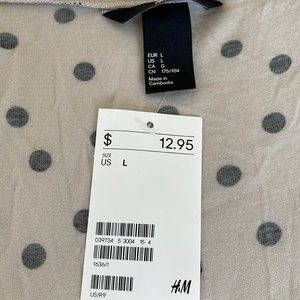 EUR L
US L
CA G
CN 175/104
Made in
Cambodia
$ 12.95
SIZE
US L
039734 5 3004 15 4
1636/1
US/R9 H&M